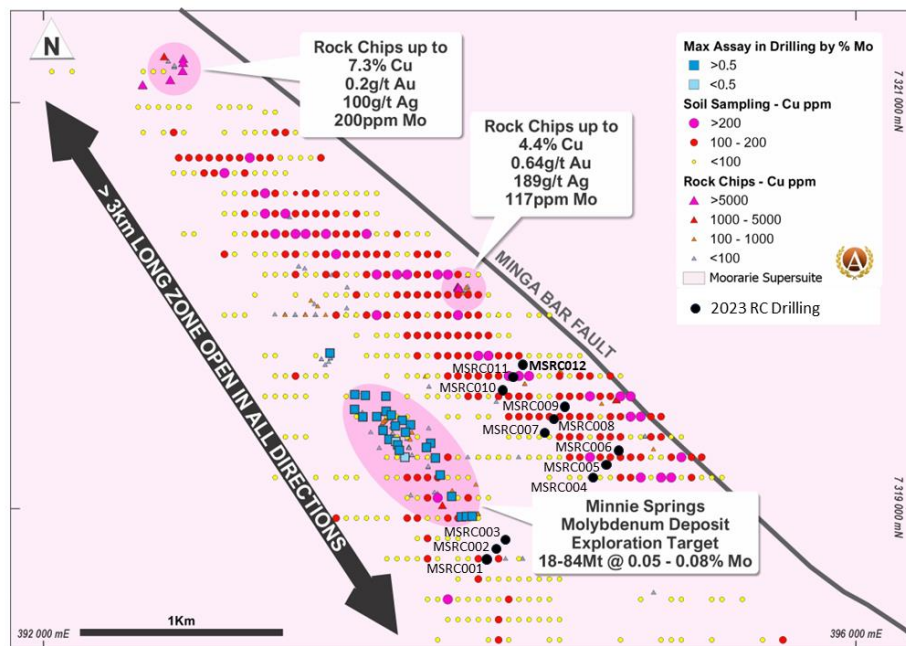 N
Rock Chips up to
7.3% Cu
0.2g/t Au
100g/t Ag
200ppm Mo
Rock Chips up to
4.4% Cu
0.64g/t Au
189g/t Ag
117ppm Mo
Max Assay in Drilling by % Mo
>0.5
<0.5
Soil Sampling - Cu ppm
>200
100 - 200
<100
Rock Chips - Cu ppm
>5000
1000 - 5000
100 - 1000
<100
Moorarie Supersuite
2023 RC Drilling
A
7 321 000 mN
> 3km LONG ZONE OPEN IN ALL DIRECTIONS
MINGA BAR FAULT
MSRC011
MSRC012
MSRC010
MSRC009
MSRC008
MSRC007
MSRC006
MSRC005
MSRC004
7 319 000 mN
Minnie Springs
Molybdenum Deposit
Exploration Target
18-84Mt @ 0.05 - 0.08% Mo
MSRC003
MSRC002
MSRC001
1Km
392 000 mE
396 000 mE